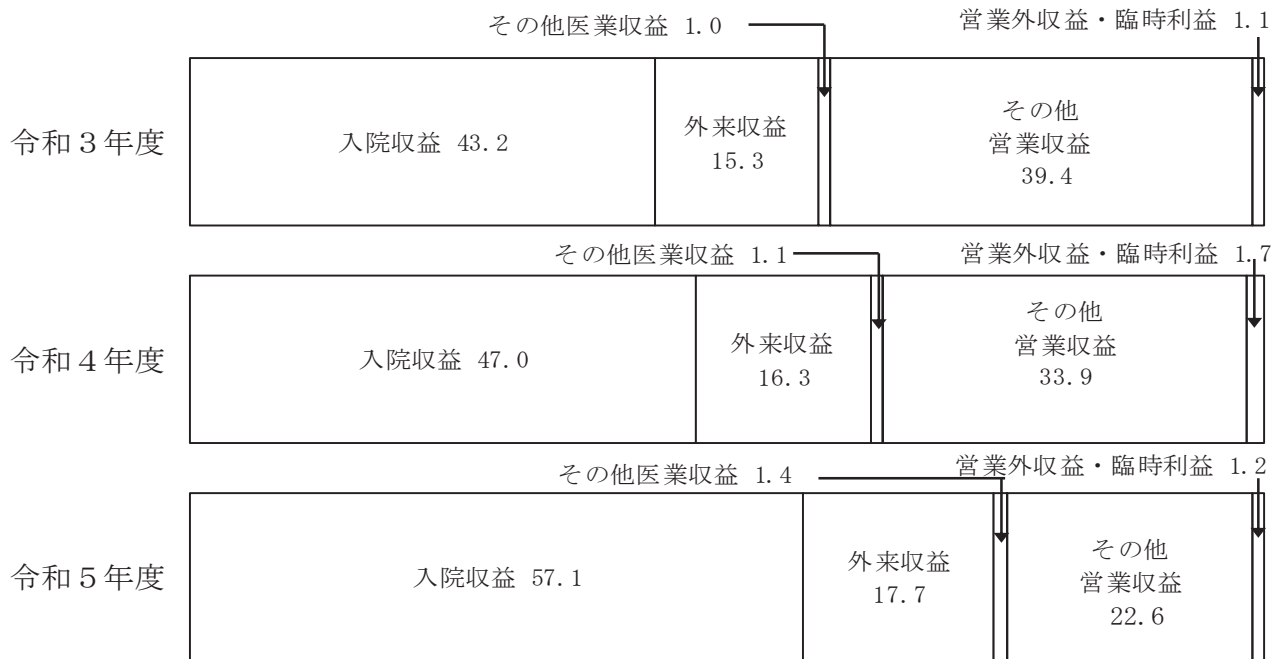 その他医業収益 1.0
営業外収益・臨時利益 1.1
令和３年度
入院収益 43.2
外来収益
15.3
その他
営業収益
39.4
その他医業収益 1.1
営業外収益・臨時利益 1.7
令和４年度
入院収益 47.0
外来収益
16.3
その他
営業収益
33.9
その他医業収益 1.4
営業外収益・臨時利益 1.2
令和５年度
入院収益 57.1
外来収益
17.7
その他
営業収益
22.6